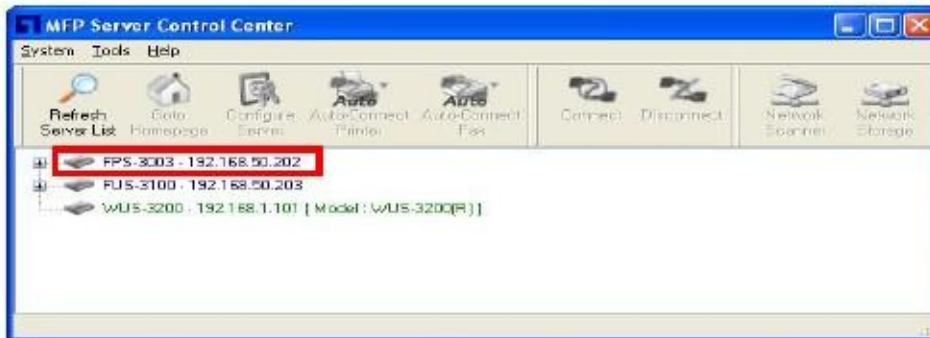 MFP Server Control Center
System Tools Help
Refresh Server List
Goto Homepage
Configure Server
Auto Auto-Connect Printer
Auto Auto-Connect Fax
Connect
Disconnect
Network Scanner
Network Storage
FPS-3003 - 192.168.50.202
FUS-3100 - 192.168.50.203
WUS-3200 - 192.168.1.101 [ Model : WUS-3200(R) ]